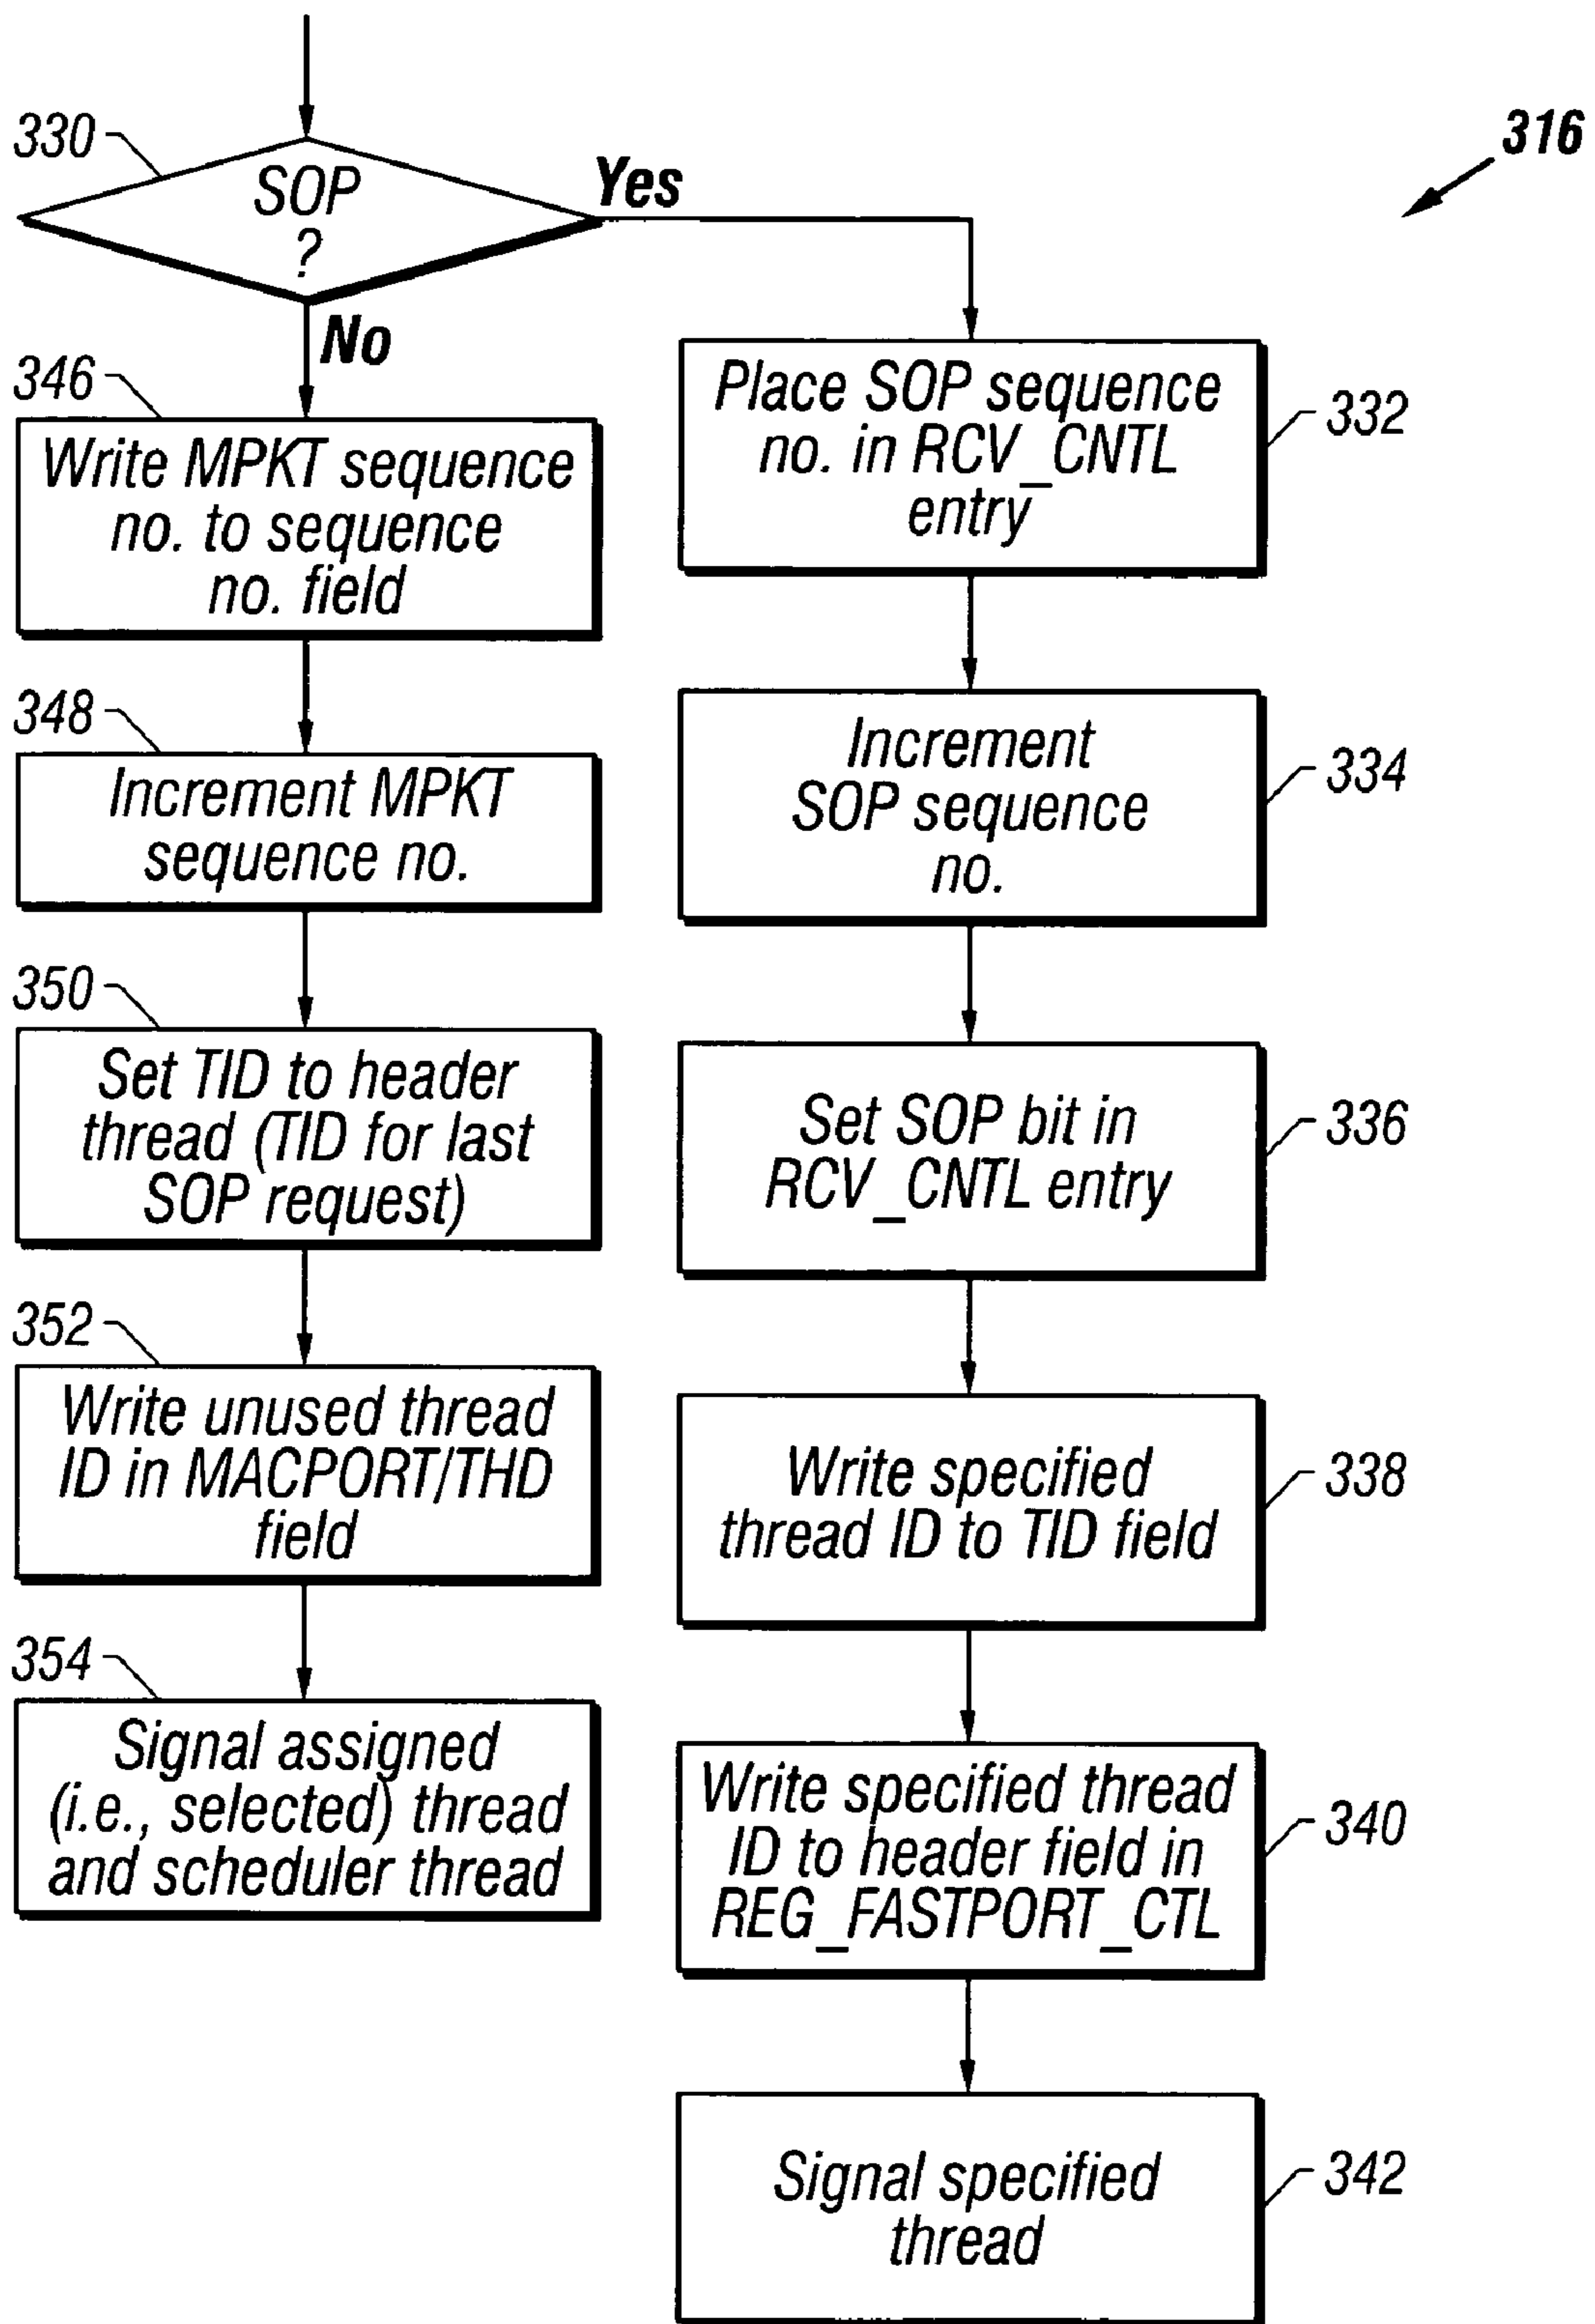 316
330
SOP
?
Yes
No
346
Write MPKT sequence
no. to sequence
no. field
348
Increment MPKT
sequence no.
350
Set TID to header
thread (TID for last
SOP request)
352
Write unused thread
ID in MACPORT/THD
field
354
Signal assigned
(i.e., selected) thread
and scheduler thread
Place SOP sequence
no. in RCV_CNTL
entry
332
Increment
SOP sequence
no.
334
Set SOP bit in
RCV_CNTL entry
336
Write specified
thread ID to TID field
338
Write specified thread
ID to header field in
REG_FASTPORT_CTL
340
Signal specified
thread
342